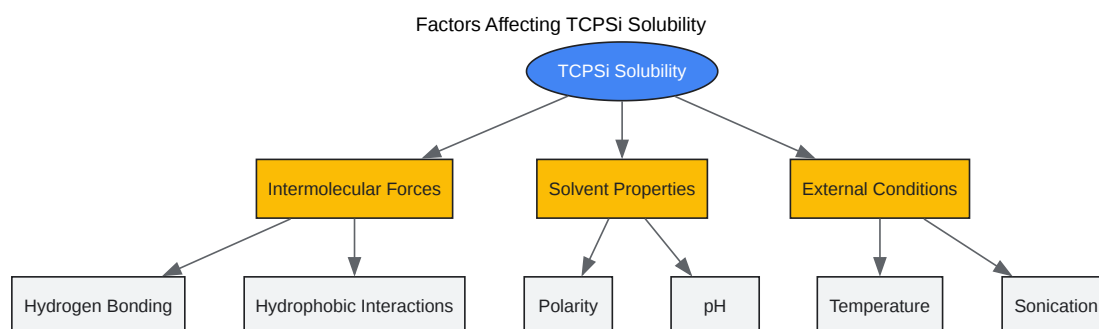 Factors Affecting TCPSi Solubility
TCPSi Solubility
Intermolecular Forces
Solvent Properties
External Conditions
Hydrogen Bonding
Hydrophobic Interactions
Polarity
pH
Temperature
Sonication